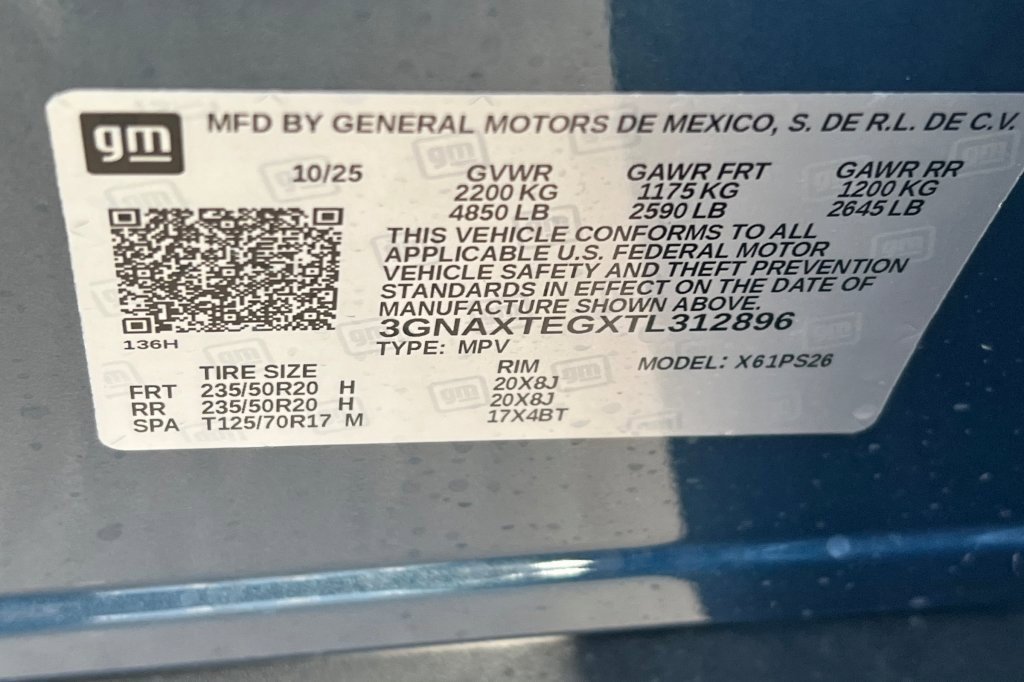 gm MFD BY GENERAL MOTORS DE MEXICO, S. DE R.L. DE C.V.
10/25 GVWR GAWR FRT GAWR RR
2200 KG 1175 KG 1200 KG
4850 LB 2590 LB 2645 LB
THIS VEHICLE CONFORMS TO ALL
APPLICABLE U.S. FEDERAL MOTOR
VEHICLE SAFETY AND THEFT PREVENTION
STANDARDS IN EFFECT ON THE DATE OF
MANUFACTURE SHOWN ABOVE.
3GNAXTEGXTL312896
136H TYPE: MPV MODEL: X61PS26
TIRE SIZE RIM
FRT 235/50R20 H 20X8J
RR 235/50R20 H 20X8J
SPA T125/70R17 M 17X4BT